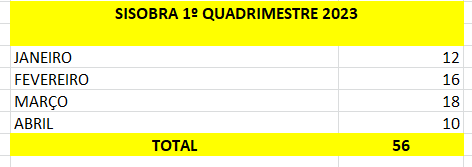 SISOBRA 1º QUADRIMESTRE 2023
JANEIRO 12
FEVEREIRO 16
MARÇO 18
ABRIL 10
TOTAL 56